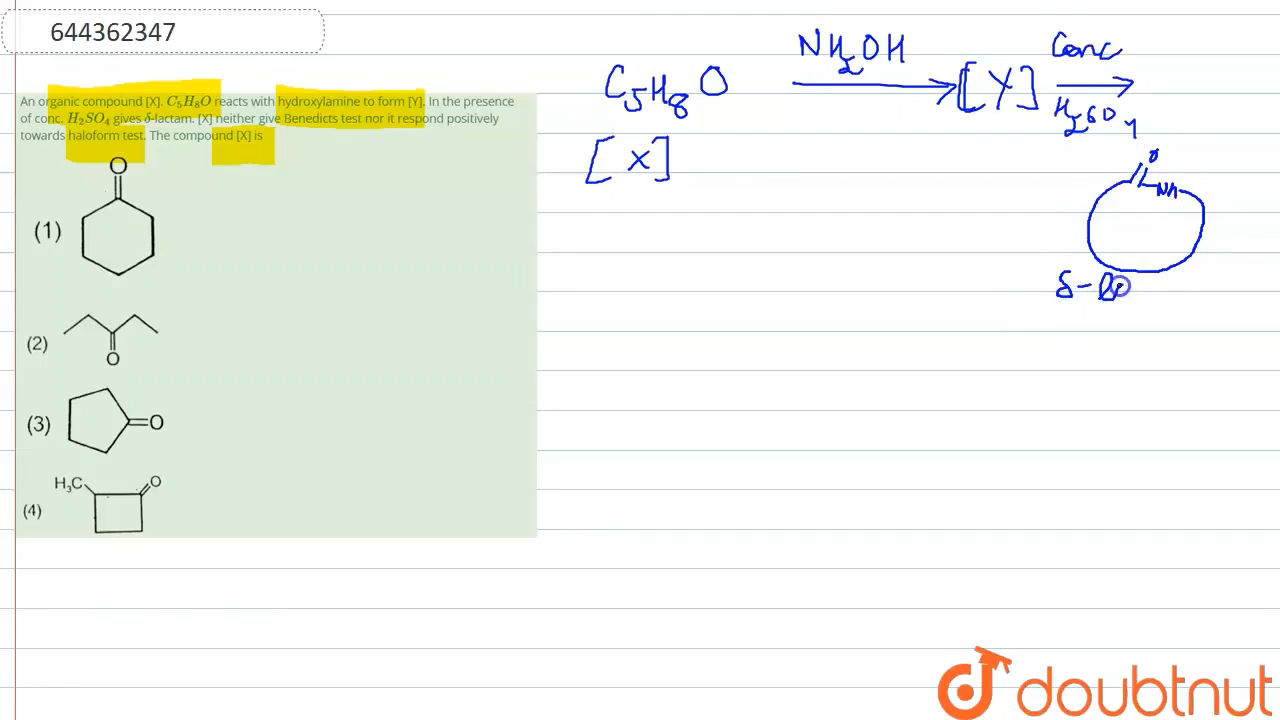 644362347
An organic compound [X]. C₅H₈O reacts with hydroxylamine to form [Y]. In the presence
of conc. H₂SO₄ gives δ-lactam. [X] neither give Benedicts test nor it respond positively
towards haloform test. The compound [X] is
(1)
O
(2)
O
(3)
O
(4)
H₃C
O
C₅H₈O
NH₂OH
[Y]
Conc
H₂SO₄
[X]
O
NH
δ-
doubtnut